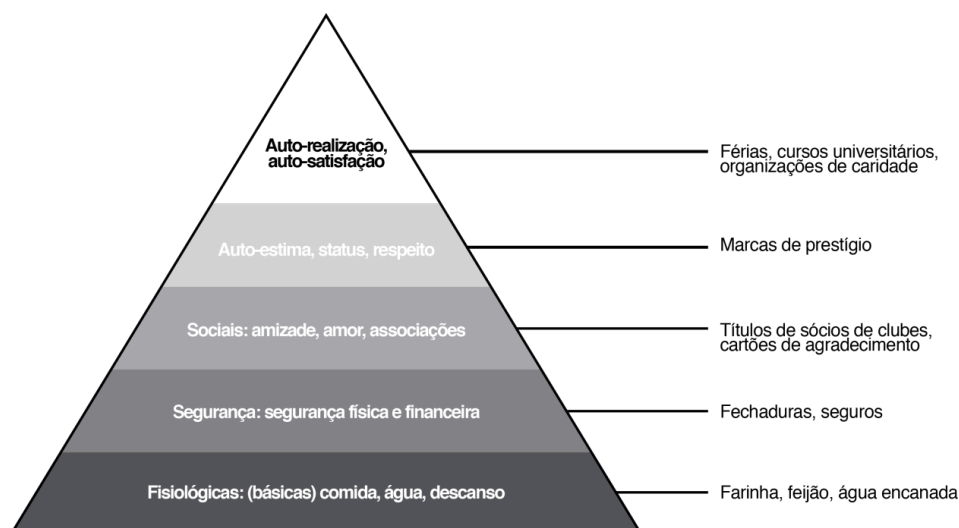 Auto-realização,
auto-satisfação
Férias, cursos universitários,
organizações de caridade
Auto-estima, status, respeito
Marcas de prestígio
Sociais: amizade, amor, associações
Títulos de sócios de clubes,
cartões de agradecimento
Segurança: segurança física e financeira
Fechaduras, seguros
Fisiológicas: (básicas) comida, água, descanso
Farinha, feijão, água encanada